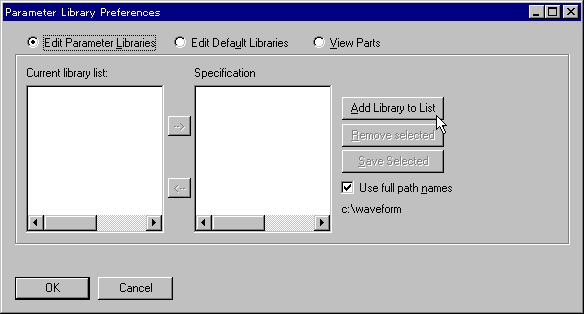 Parameter Library Preferences
Edit Parameter Libraries
Edit Default Libraries
View Parts
Current library list:
Specification
Add Library to List
-->
Remove selected
Save Selected
<--
Use full path names
c:\waveform
OK
Cancel